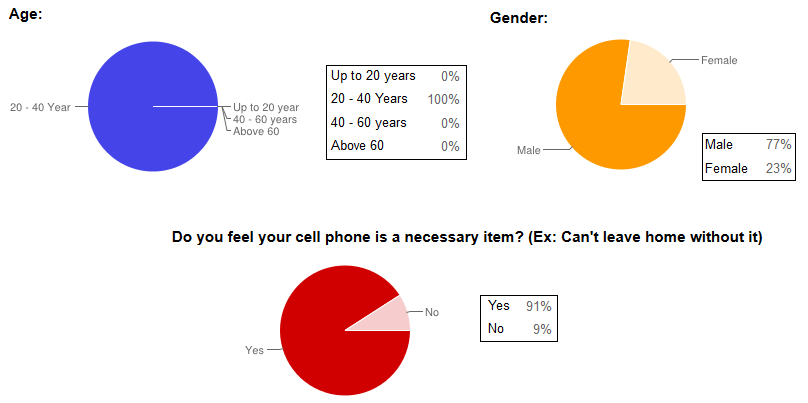 Age:
20 - 40 Year
Up to 20 year
40 - 60 years
Above 60
Up to 20 years 0%
20 - 40 Years 100%
40 - 60 years 0%
Above 60 0%
Gender:
Female
Male
Male 77%
Female 23%
Do you feel your cell phone is a necessary item? (Ex: Can't leave home without it)
No
Yes
Yes 91%
No 9%